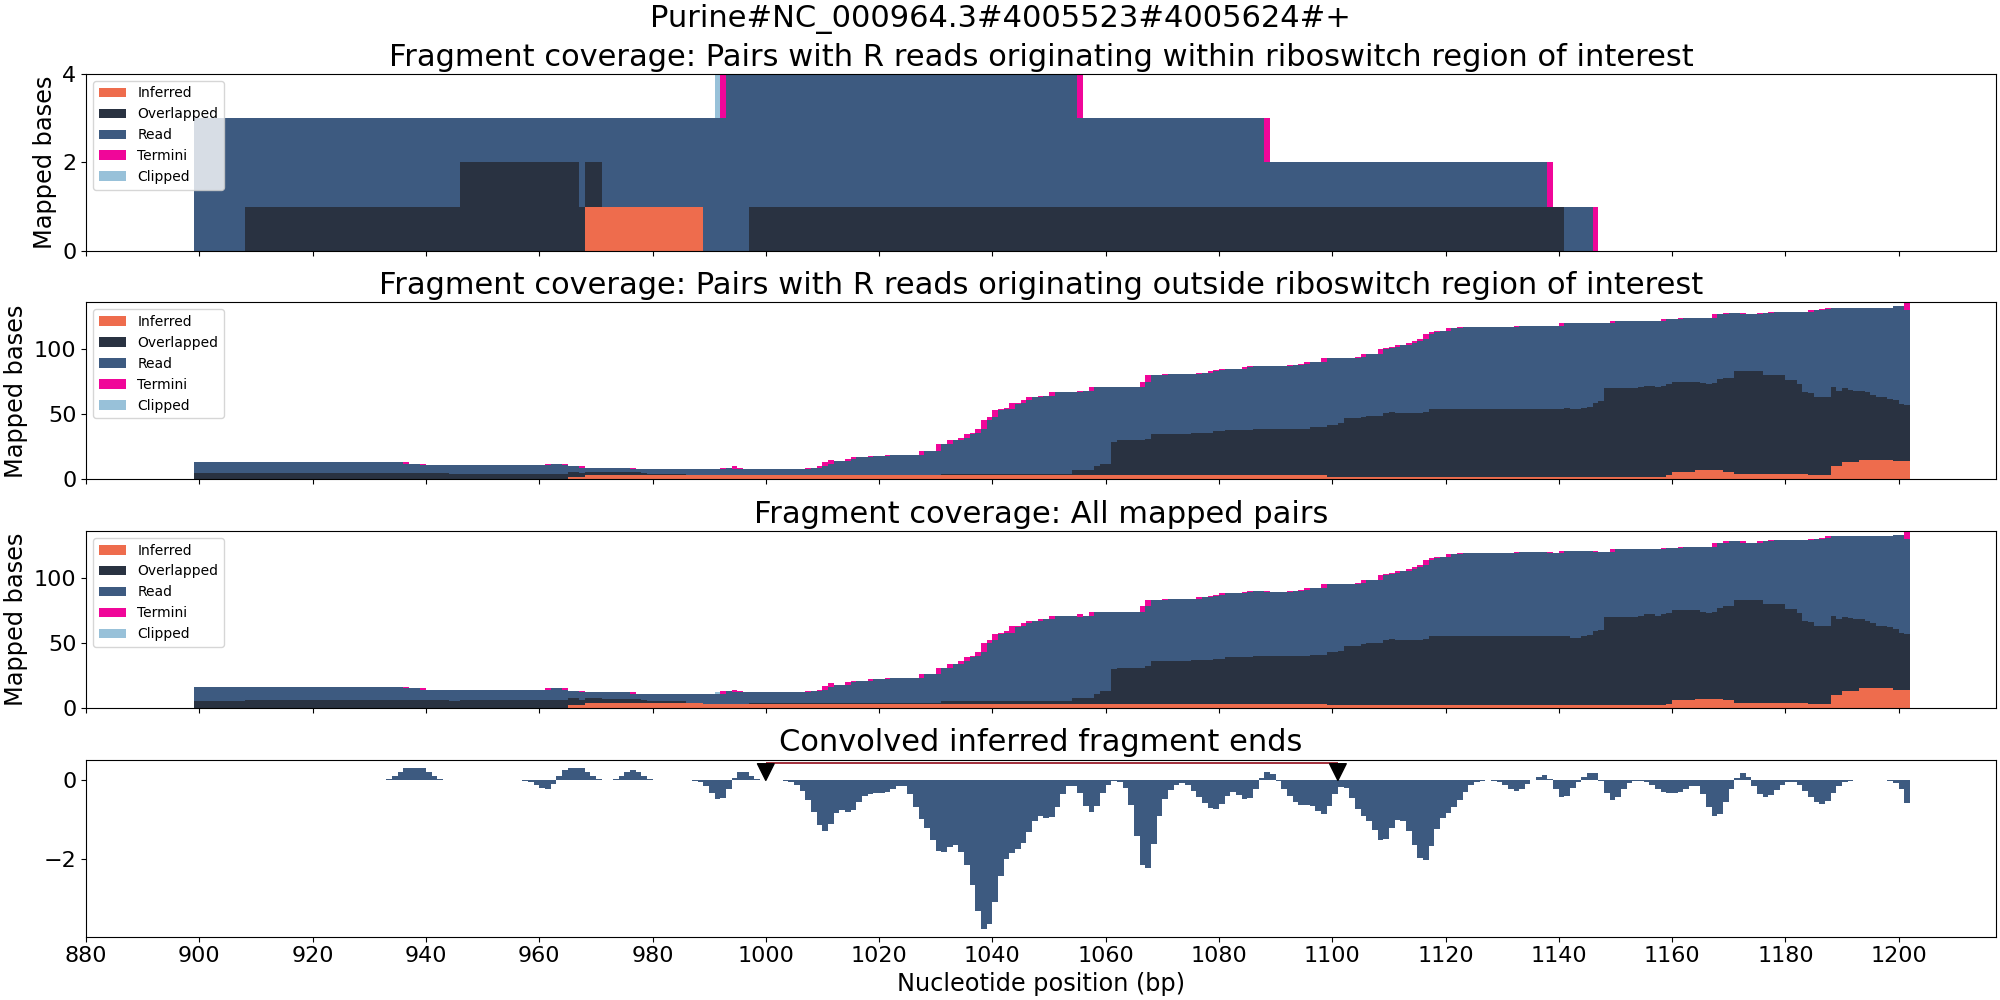 Purine#NC_000964.3#4005523#4005624#+
Fragment coverage: Pairs with R reads originating within riboswitch region of interest
Mapped bases
4
2
0
Inferred
Overlapped
Read
Termini
Clipped
Fragment coverage: Pairs with R reads originating outside riboswitch region of interest
Mapped bases
100
50
0
Inferred
Overlapped
Read
Termini
Clipped
Fragment coverage: All mapped pairs
Mapped bases
100
50
0
Inferred
Overlapped
Read
Termini
Clipped
Convolved inferred fragment ends
0
−2
880 900 920 940 960 980 1000 1020 1040 1060 1080 1100 1120 1140 1160 1180 1200
Nucleotide position (bp)